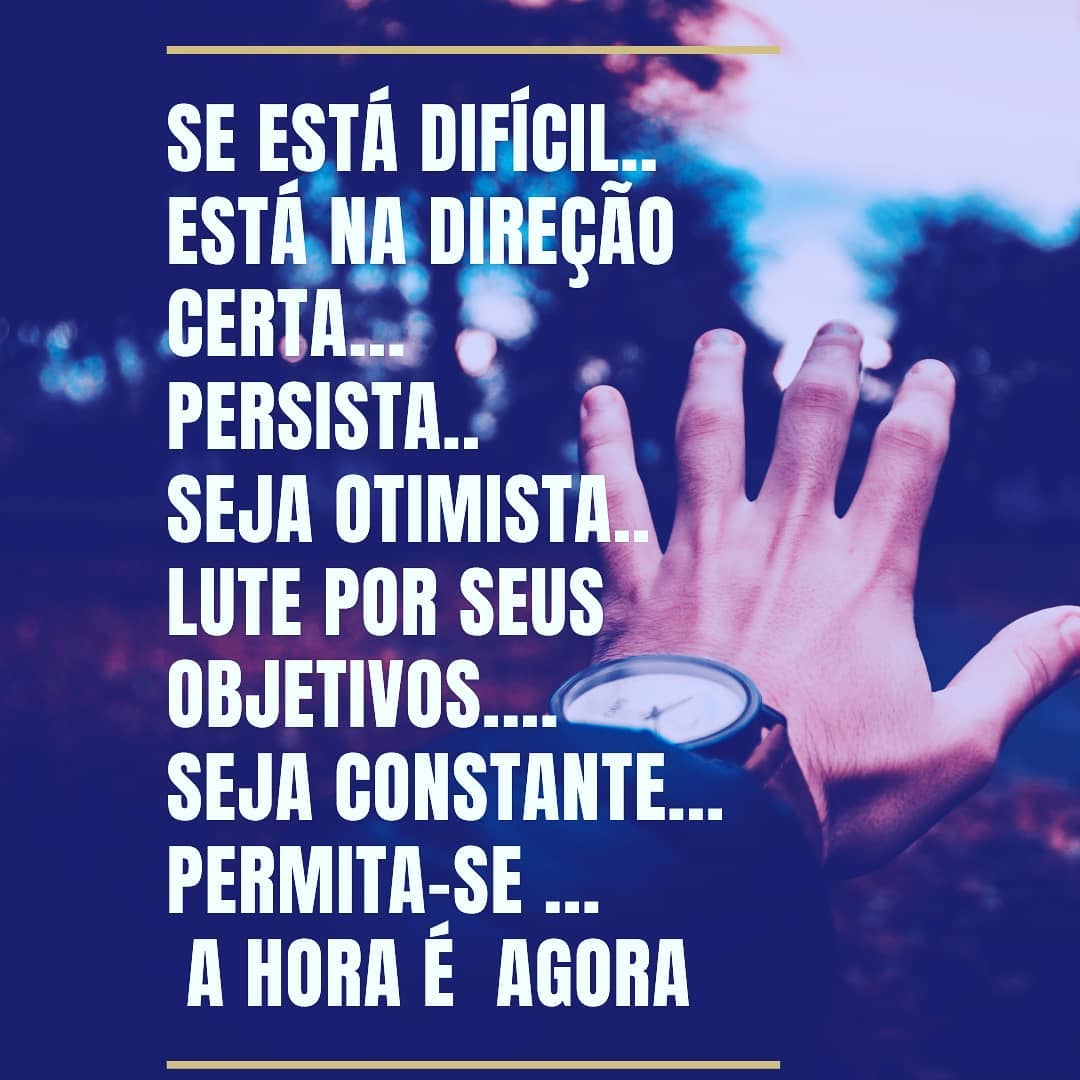 SE ESTÁ DIFÍCIL..
ESTÁ NA DIREÇÃO
CERTA...
PERSISTA..
SEJA OTIMISTA..
LUTE POR SEUS
OBJETIVOS....
SEJA CONSTANTE...
PERMITA-SE ...
A HORA É  AGORA